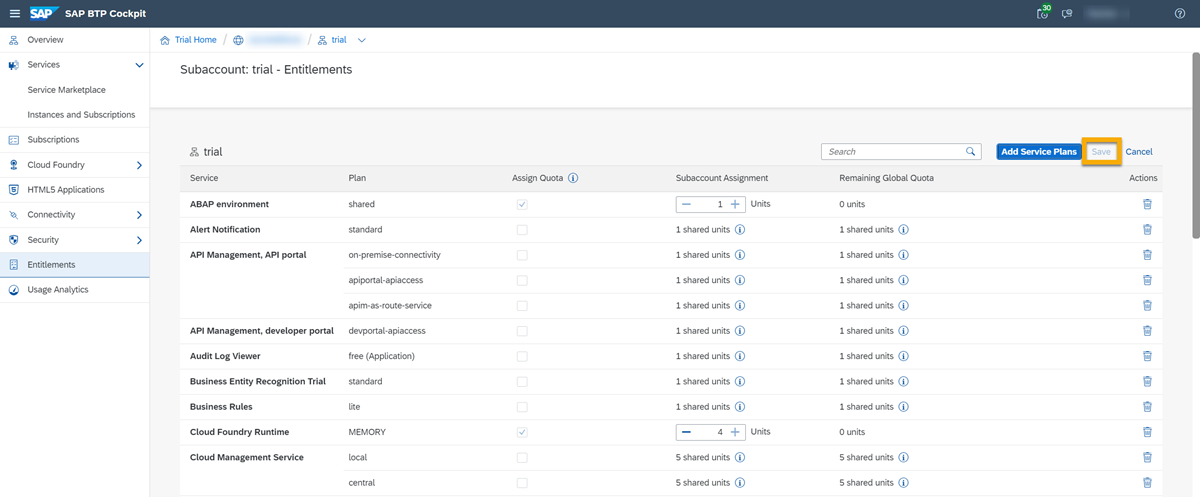 SAP SAP BTP Cockpit 30
Overview
Services
Service Marketplace
Instances and Subscriptions
Subscriptions
Cloud Foundry
HTML5 Applications
Connectivity
Security
Entitlements
Usage Analytics
Trial Home / / trial
Subaccount: trial - Entitlements
trial Search Add Service Plans Save Cancel
Service Plan Assign Quota Subaccount Assignment Remaining Global Quota Actions
ABAP environment shared 1 Units 0 units
Alert Notification standard 1 shared units 1 shared units
API Management, API portal on-premise-connectivity 1 shared units 1 shared units
apiportal-apiaccess 1 shared units 1 shared units
apim-as-route-service 1 shared units 1 shared units
API Management, developer portal devportal-apiaccess 1 shared units 1 shared units
Audit Log Viewer free (Application) 1 shared units 1 shared units
Business Entity Recognition Trial standard 1 shared units 1 shared units
Business Rules lite 1 shared units 1 shared units
Cloud Foundry Runtime MEMORY 4 Units 0 units
Cloud Management Service local 5 shared units 5 shared units
central 5 shared units 5 shared units